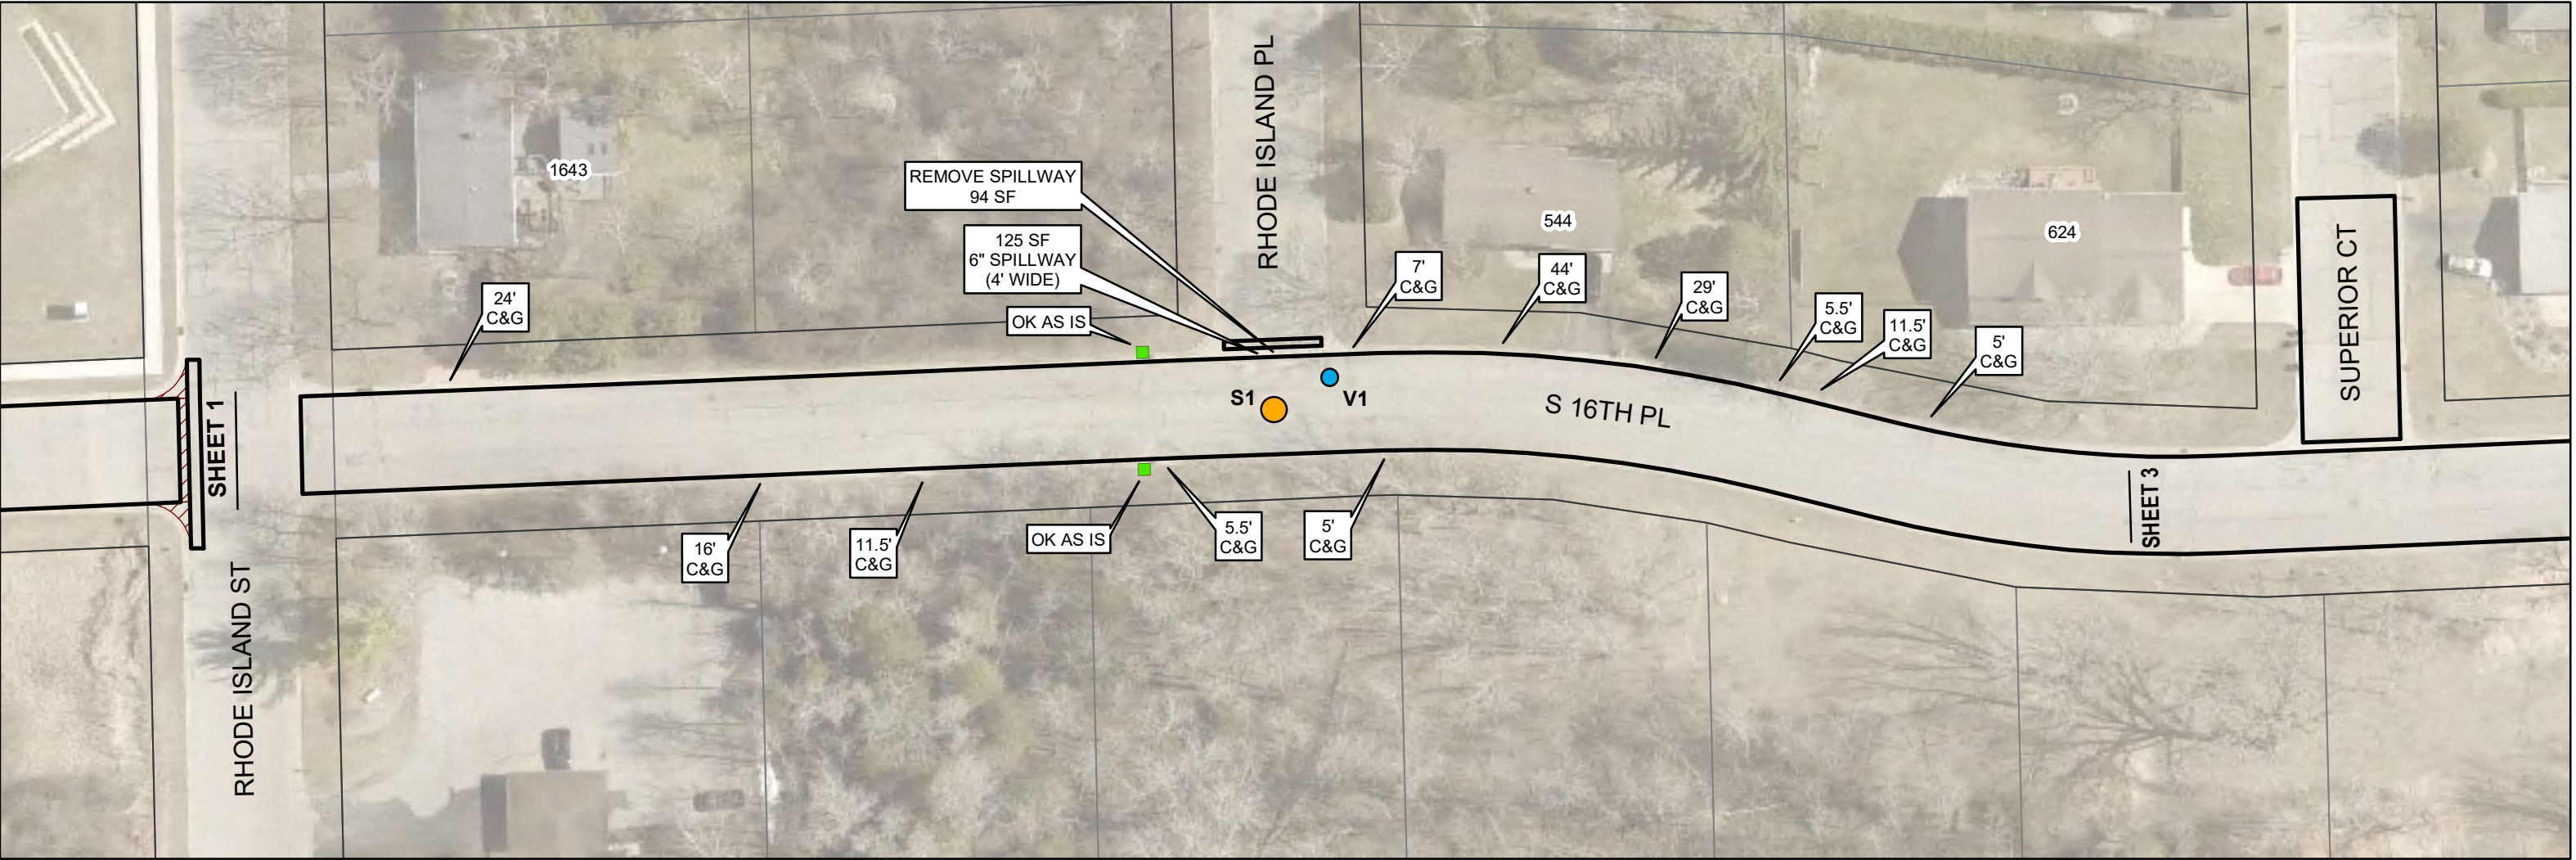 RHODE ISLAND PL
1643
REMOVE SPILLWAY
94 SF
125 SF
6" SPILLWAY
(4' WIDE)
OK AS IS
544
624
24'
C&G
7'
C&G
44'
C&G
29'
C&G
5.5'
C&G
11.5'
C&G
5'
C&G
SUPERIOR CT
SHEET 1
S1
V1
S 16TH PL
SHEET 3
16'
C&G
11.5'
C&G
OK AS IS
5.5'
C&G
5'
C&G
RHODE ISLAND ST